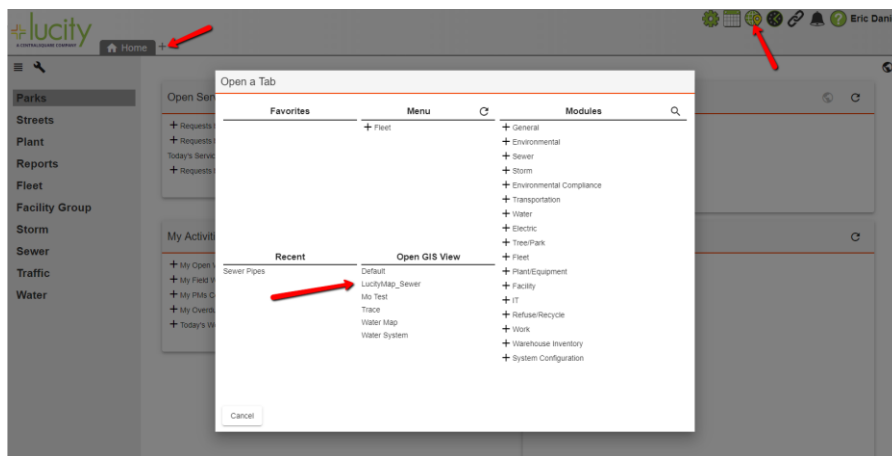 lucity
A CENTRALSQUARE COMPANY
Home +
Eric Dani
Parks
Streets
Plant
Reports
Fleet
Facility Group
Storm
Sewer
Traffic
Water
Open Ser
+ Requests
+ Requests
Today's Servic
+ Requests
My Activiti
+ My Open
+ My Field
+ My PMs
+ My Overd
+ Today's
Open a Tab
Favorites
Menu
+ Fleet
Modules
+ General
+ Environmental
+ Sewer
+ Storm
+ Environmental Compliance
+ Transportation
+ Water
+ Electric
+ Tree/Park
+ Fleet
+ Plant/Equipment
+ Facility
+ IT
+ Refuse/Recycle
+ Work
+ Warehouse Inventory
+ System Configuration
Recent
Sewer Pipes
Open GIS View
Default
LucityMap_Sewer
Mo Test
Trace
Water Map
Water System
Cancel